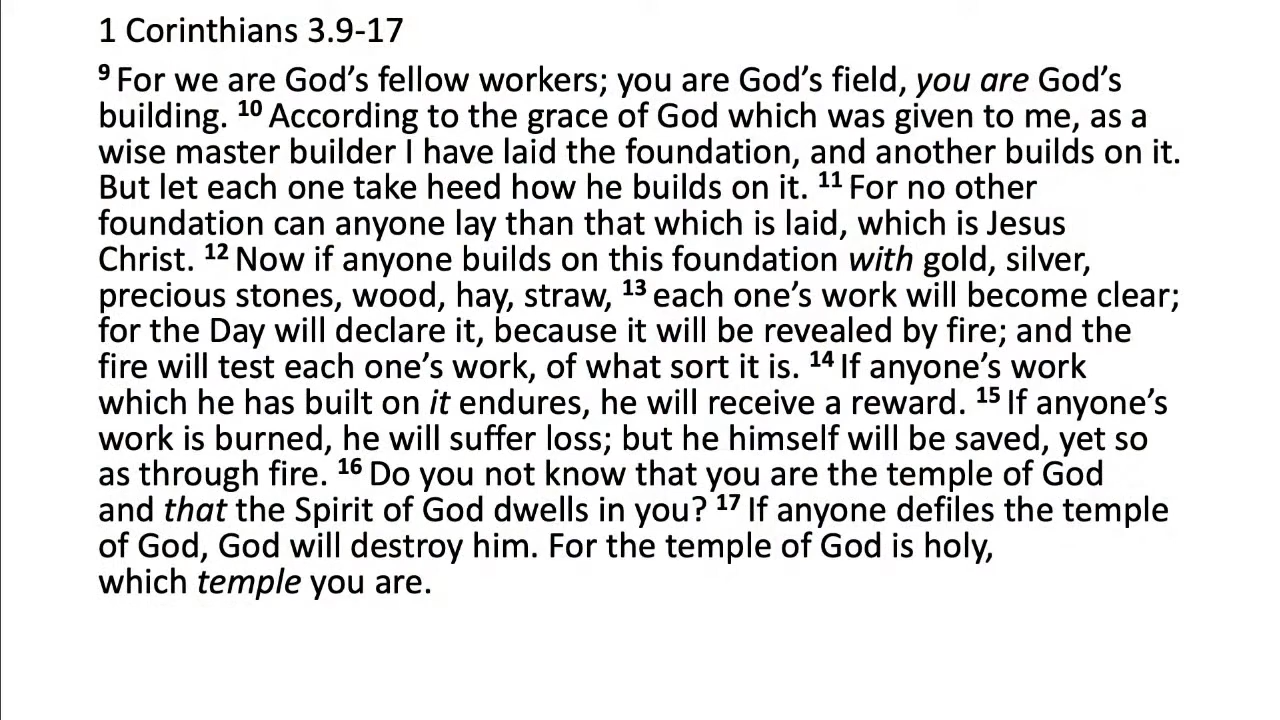 1 Corinthians 3.9-17
9 For we are God’s fellow workers; you are God’s field, you are God’s
building. 10 According to the grace of God which was given to me, as a
wise master builder I have laid the foundation, and another builds on it.
But let each one take heed how he builds on it. 11 For no other
foundation can anyone lay than that which is laid, which is Jesus
Christ. 12 Now if anyone builds on this foundation with gold, silver,
precious stones, wood, hay, straw, 13 each one’s work will become clear;
for the Day will declare it, because it will be revealed by fire; and the
fire will test each one’s work, of what sort it is. 14 If anyone’s work
which he has built on it endures, he will receive a reward. 15 If anyone’s
work is burned, he will suffer loss; but he himself will be saved, yet so
as through fire. 16 Do you not know that you are the temple of God
and that the Spirit of God dwells in you? 17 If anyone defiles the temple
of God, God will destroy him. For the temple of God is holy,
which temple you are.